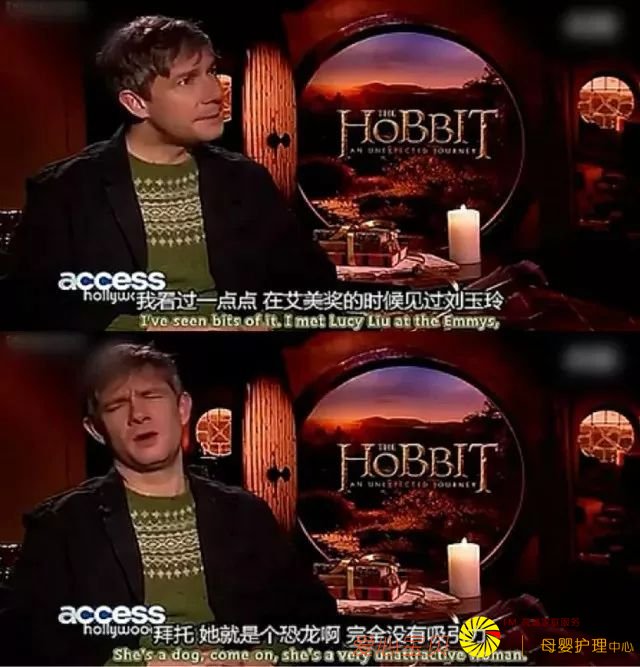 THE
HOBBIT
AN UNEXPECTED JOURNEY
access
hollywo
我看过一点点 在艾美奖的时候见过刘玉玲
I've seen bits of it. I met Lucy Liu at the Emmys,
THE
HOBBIT
AN UNEXPECTED JOURNEY
access
hollywood
拜托 她就是个恐龙啊 完全没有吸引
母婴护理中心
She's a dog, come on, she's a very unattractive woman.